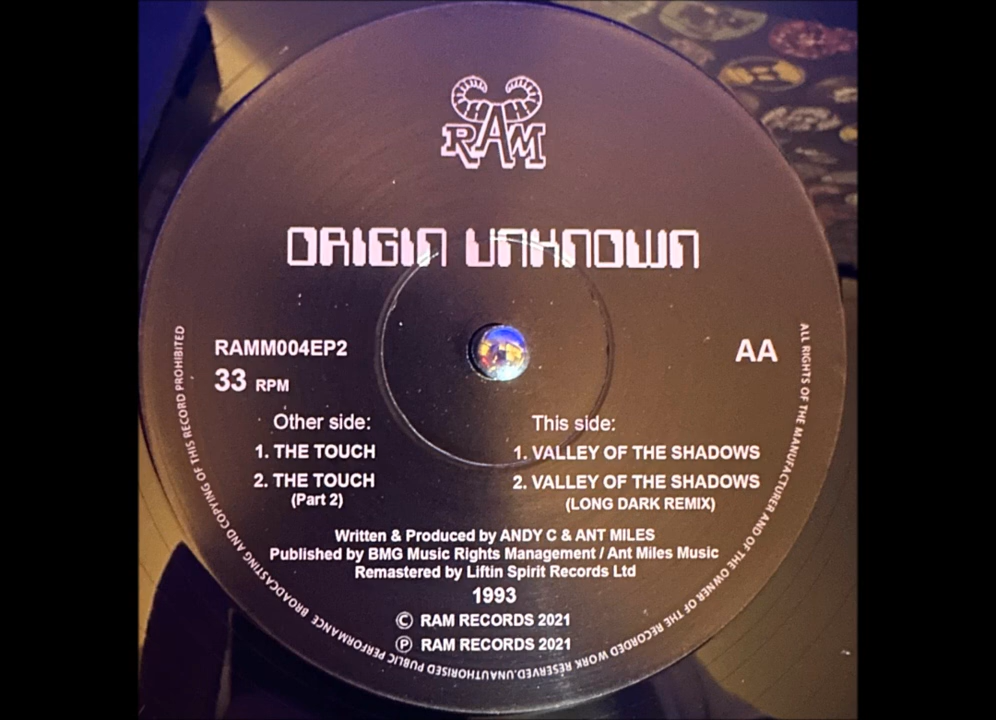 RAM
ORIGIN UNKNOWN
RAMM004EP2
AA
33 RPM
Other side:
1. THE TOUCH
2. THE TOUCH
(Part 2)
This side:
1. VALLEY OF THE SHADOWS
2. VALLEY OF THE SHADOWS
(LONG DARK REMIX)
Written & Produced by ANDY C & ANT MILES
Published by BMG Music Rights Management / Ant Miles Music
Remastered by Liftin Spirit Records Ltd
1993
© RAM RECORDS 2021
℗ RAM RECORDS 2021
ALL RIGHTS OF THE MANUFACTURER AND OF THE OWNER OF THE RECORDED WORK RESERVED.UNAUTHORISED PUBLIC PERFORMANCE BROADCASTING AND COPYING OF THIS RECORD PROHIBITED